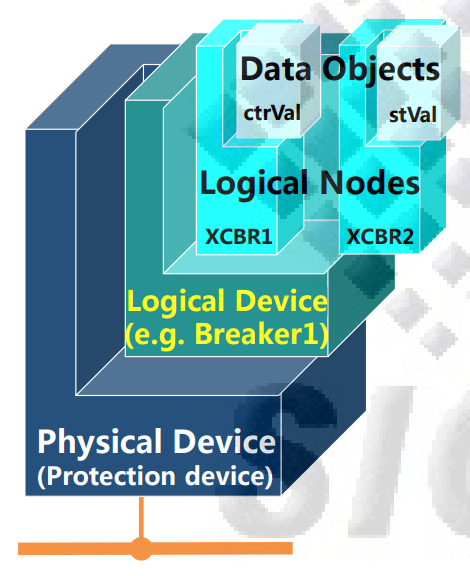 Data Objects
ctrVal
stVal
Logical Nodes
XCBR1
XCBR2
Logical Device
(e.g. Breaker1)
Physical Device
(Protection device)